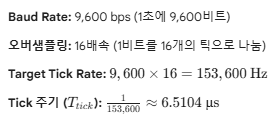 Baud Rate: 9,600 bps (1초에 9,600비트)
오버샘플링: 16배속 (1비트를 16개의 틱으로 나눔)
Target Tick Rate: 9,600 × 16 = 153,600 Hz
Tick 주기 (T_tick): 1/153,600 ≈ 6.5104 μs